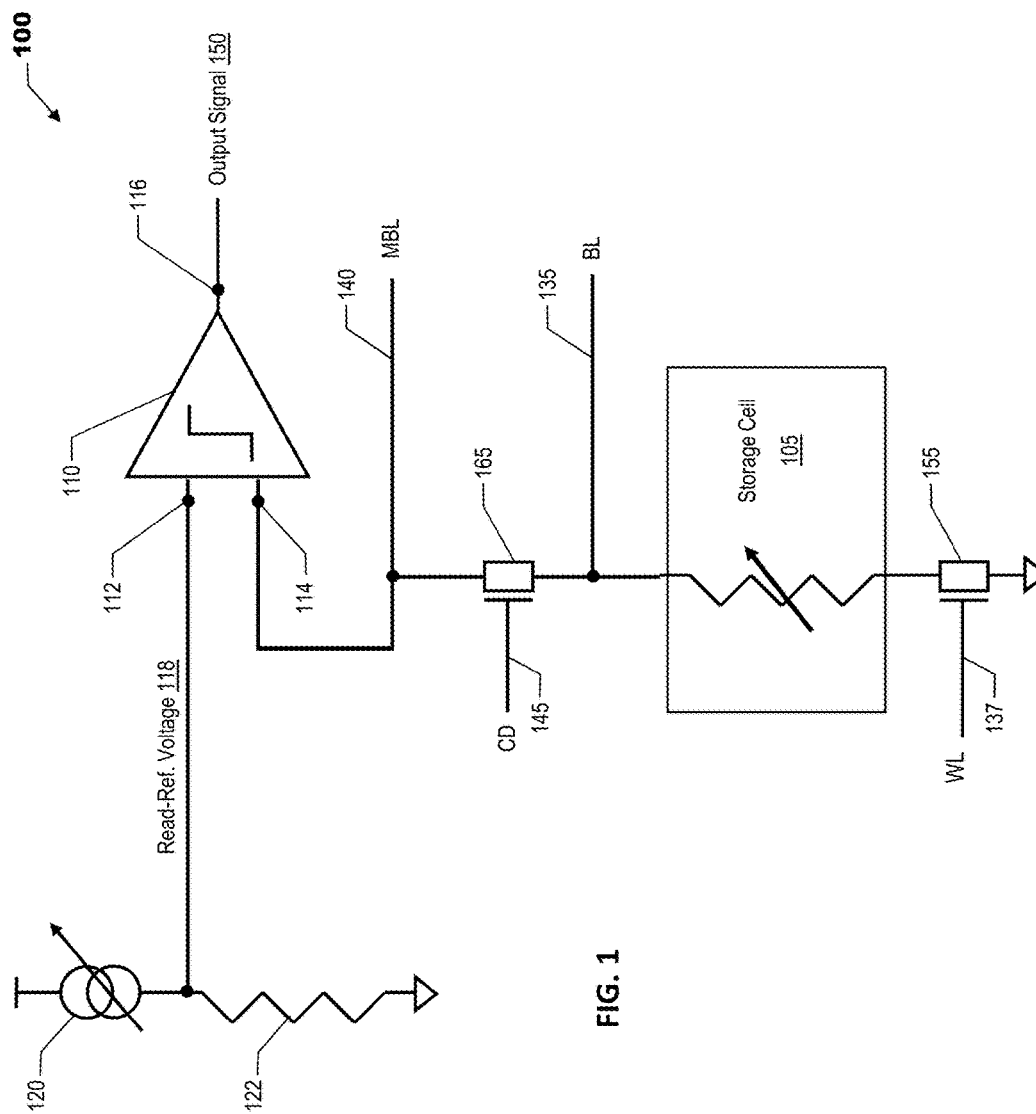 100
Output Signal 150
116
110
112
114
Read-Ref. Voltage 118
120
122
140
MBL
165
CD
145
135
BL
Storage Cell
105
155
WL
137
FIG. 1